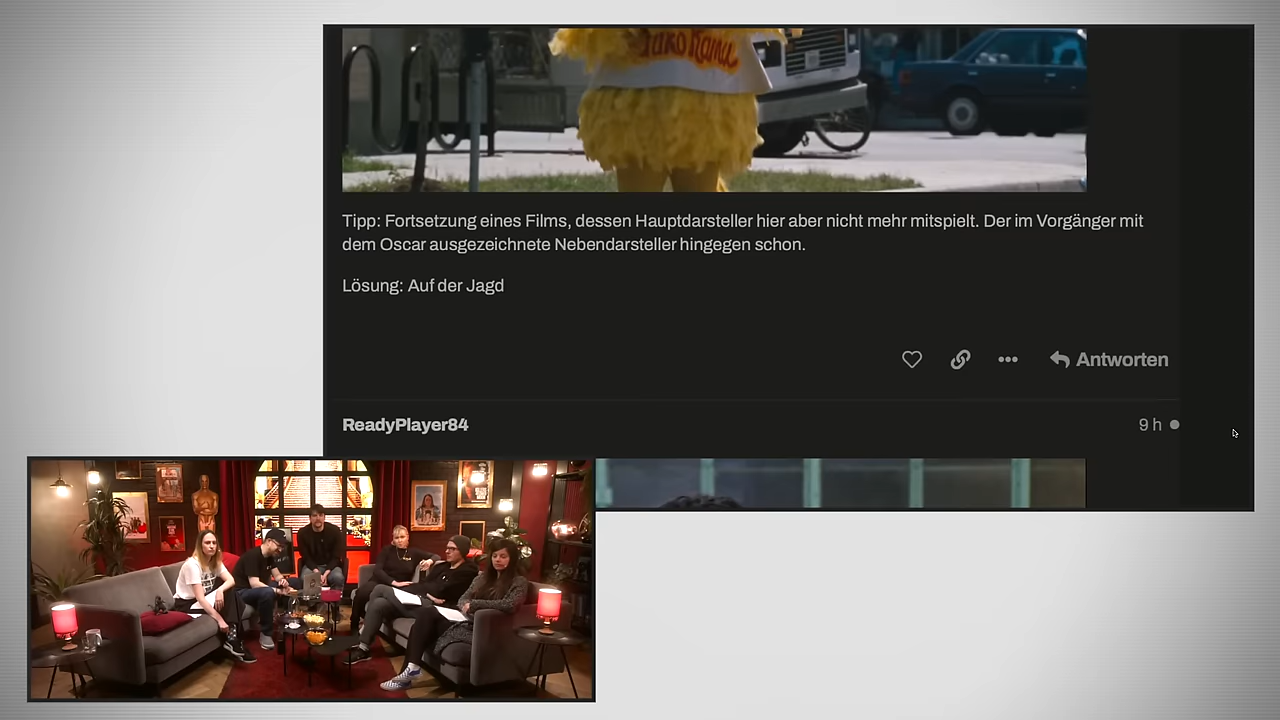 Tipp: Fortsetzung eines Films, dessen Hauptdarsteller hier aber nicht mehr mitspielt. Der im Vorgänger mit
dem Oscar ausgezeichnete Nebendarsteller hingegen schon.
Lösung: Auf der Jagd
Antworten
ReadyPlayer84
9 h